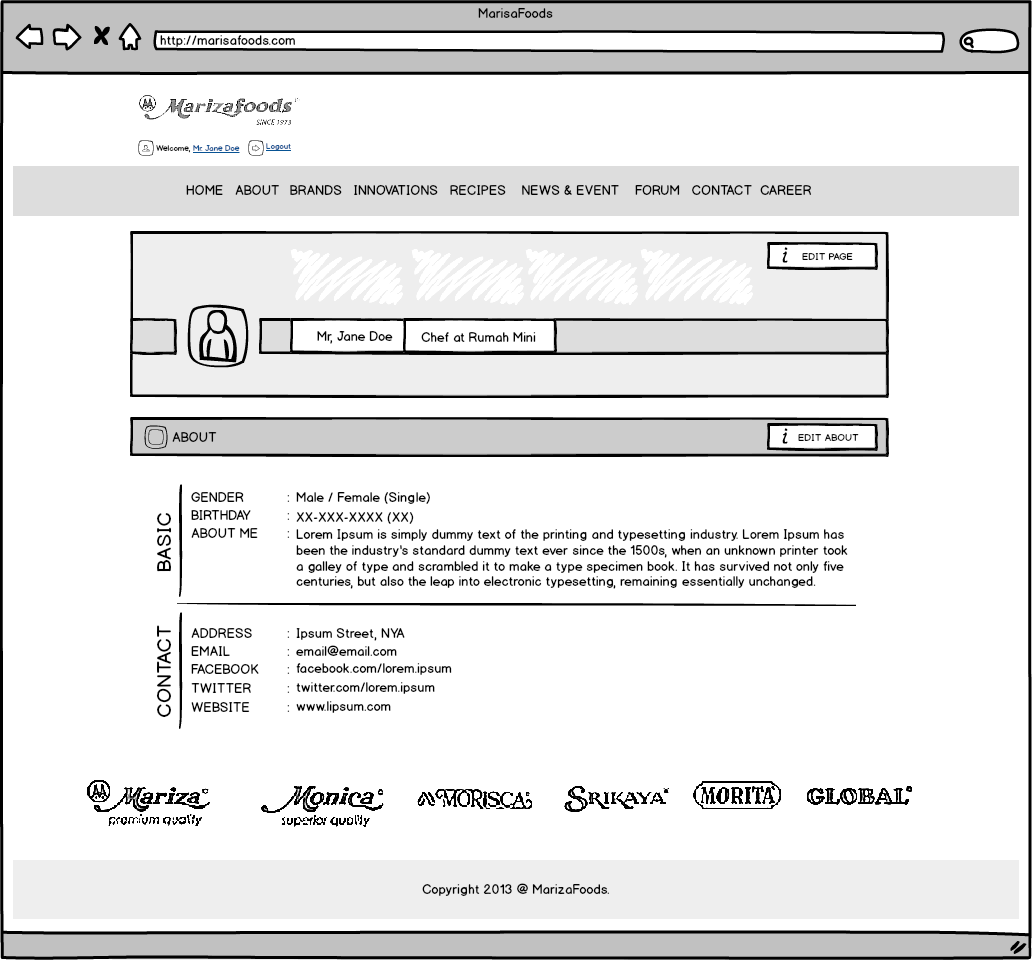 MarisaFoods
http://marisafoods.com
Marizafoods
SINCE 1973
Welcome, Mr. Jane Doe Logout
HOME ABOUT BRANDS INNOVATIONS RECIPES NEWS & EVENT FORUM CONTACT CAREER
i EDIT PAGE
Mr, Jane Doe Chef at Rumah Mini
ABOUT i EDIT ABOUT
BASIC
GENDER : Male / Female (Single)
BIRTHDAY : XX-XXX-XXXX (XX)
ABOUT ME : Lorem Ipsum is simply dummy text of the printing and typesetting industry. Lorem Ipsum has
been the industry's standard dummy text ever since the 1500s, when an unknown printer took
a galley of type and scrambled it to make a type specimen book. It has survived not only five
centuries, but also the leap into electronic typesetting, remaining essentially unchanged.
CONTACT
ADDRESS : Ipsum Street, NYA
EMAIL : email@email.com
FACEBOOK : facebook.com/lorem.ipsum
TWITTER : twitter.com/lorem.ipsum
WEBSITE : www.lipsum.com
Mariza Monica MORISCA SRIKAYA MORITA GLOBAL
premium quality superior quality
Copyright 2013 @ MarizaFoods.